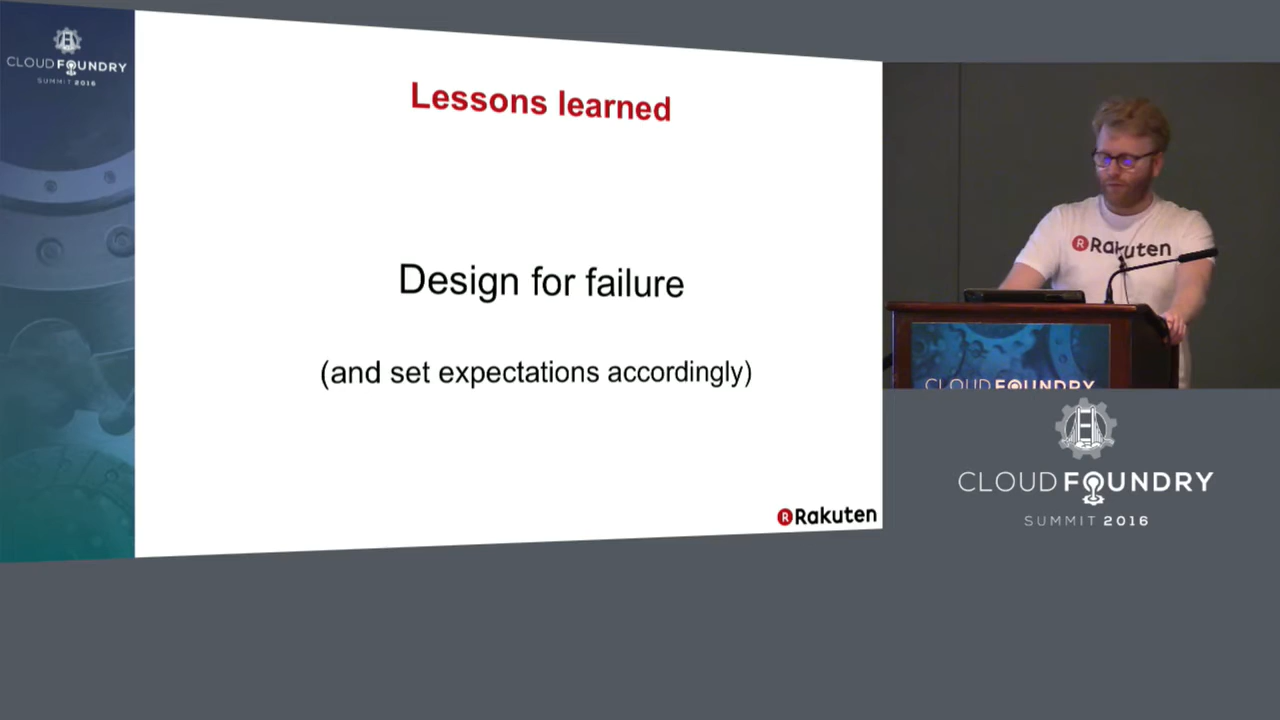 CLOUD FOUNDRY
SUMMIT 2016
Lessons learned
Design for failure
(and set expectations accordingly)
R Rakuten
R Rakuten
CLOUD FOUNDRY
CLOUD FOUNDRY
SUMMIT 2016